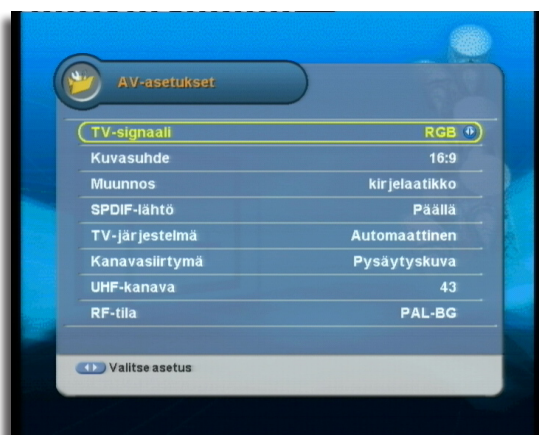 AV-asetukset
TV-signaali RGB
Kuvasuhde 16:9
Muunnos kirjelaatikko
SPDIF-lähtö Päällä
TV-järjestelmä Automaattinen
Kanavasiirtymä Pysäytyskuva
UHF-kanava 43
RF-tila PAL-BG
Valitse asetus